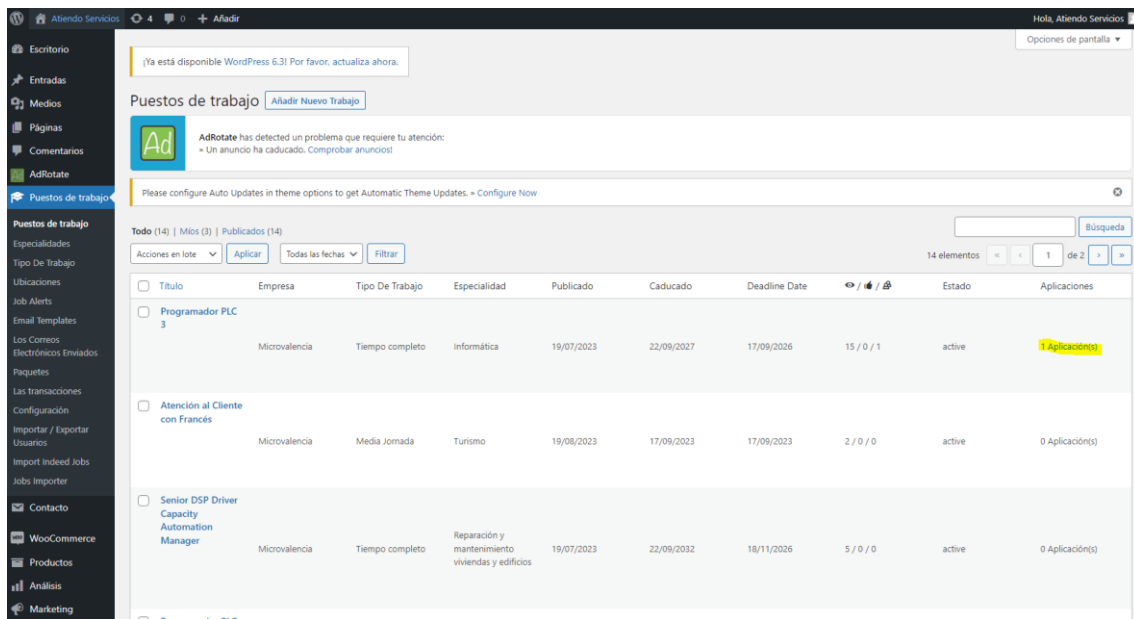 Atiendo Servicios 4 0 + Añadir Hola, Atiendo Servicios
Opciones de pantalla ▼
Escritorio
Entradas
Medios
Páginas
Comentarios
AdRotate
Puestos de trabajo
Puestos de trabajo
Especialidades
Tipo De Trabajo
Ubicaciones
Job Alerts
Email Templates
Los Correos
Electrónicos Enviados
Paquetes
Las transacciones
Configuración
Importar / Exportar
Usuarios
Import Indeed Jobs
Jobs Importer
Contacto
WooCommerce
Productos
Análisis
Marketing
¡Ya está disponible WordPress 6.3! Por favor, actualiza ahora.
Puestos de trabajo Añadir Nuevo Trabajo
Ad
AdRotate has detected un problema que requiere tu atención:
» Un anuncio ha caducado. Comprobar anuncios!
Please configure Auto Updates in theme options to get Automatic Theme Updates. » Configure Now
Todo (14) | Míos (3) | Publicados (14)
Búsqueda
Acciones en lote Aplicar Todas las fechas Filtrar
14 elementos « ‹ 1 de 2 › »
Título Empresa Tipo De Trabajo Especialidad Publicado Caducado Deadline Date / / Estado Aplicaciones
Programador PLC
3
Microvalencia Tiempo completo Informática 19/07/2023 22/09/2027 17/09/2026 15 / 0 / 1 active 1 Aplicación(s)
Atención al Cliente
con Francés
Microvalencia Media Jornada Turismo 19/08/2023 17/09/2023 17/09/2023 2 / 0 / 0 active 0 Aplicación(s)
Senior DSP Driver
Capacity
Automation
Manager
Reparación y
Microvalencia Tiempo completo mantenimiento 19/07/2023 22/09/2032 18/11/2026 5 / 0 / 0 active 0 Aplicación(s)
viviendas y edificios